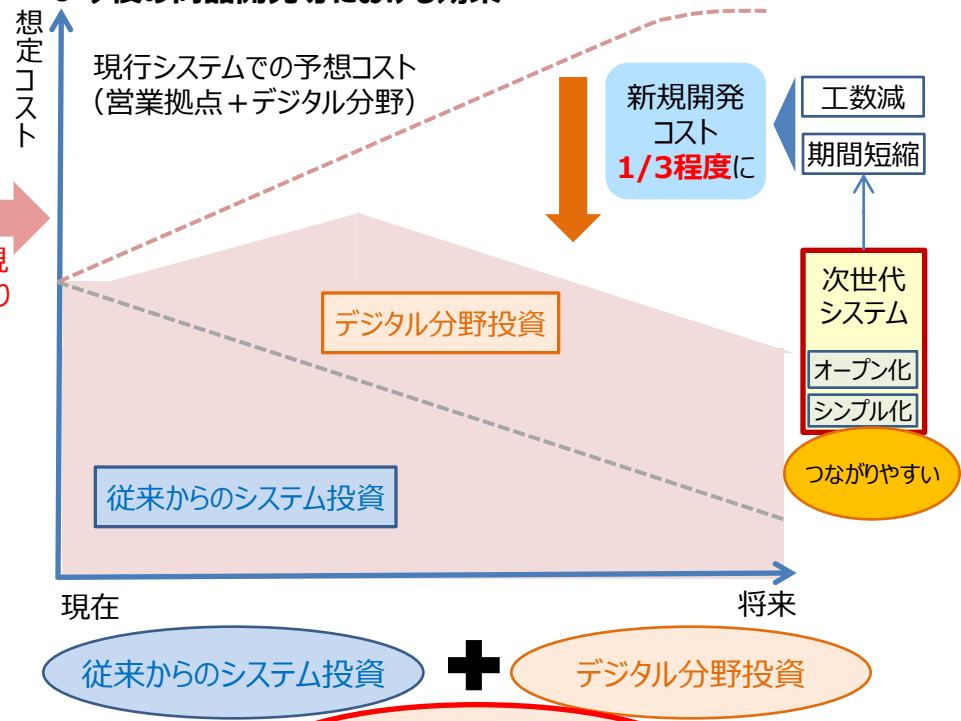 想定コスト
現行システムでの予想コスト
（営業拠点＋デジタル分野）
新規開発
コスト
1/3程度に
工数減
期間短縮
次世代
システム
オープン化
シンプル化
つながりやすい
デジタル分野投資
従来からのシステム投資
現在
将来
従来からのシステム投資
デジタル分野投資